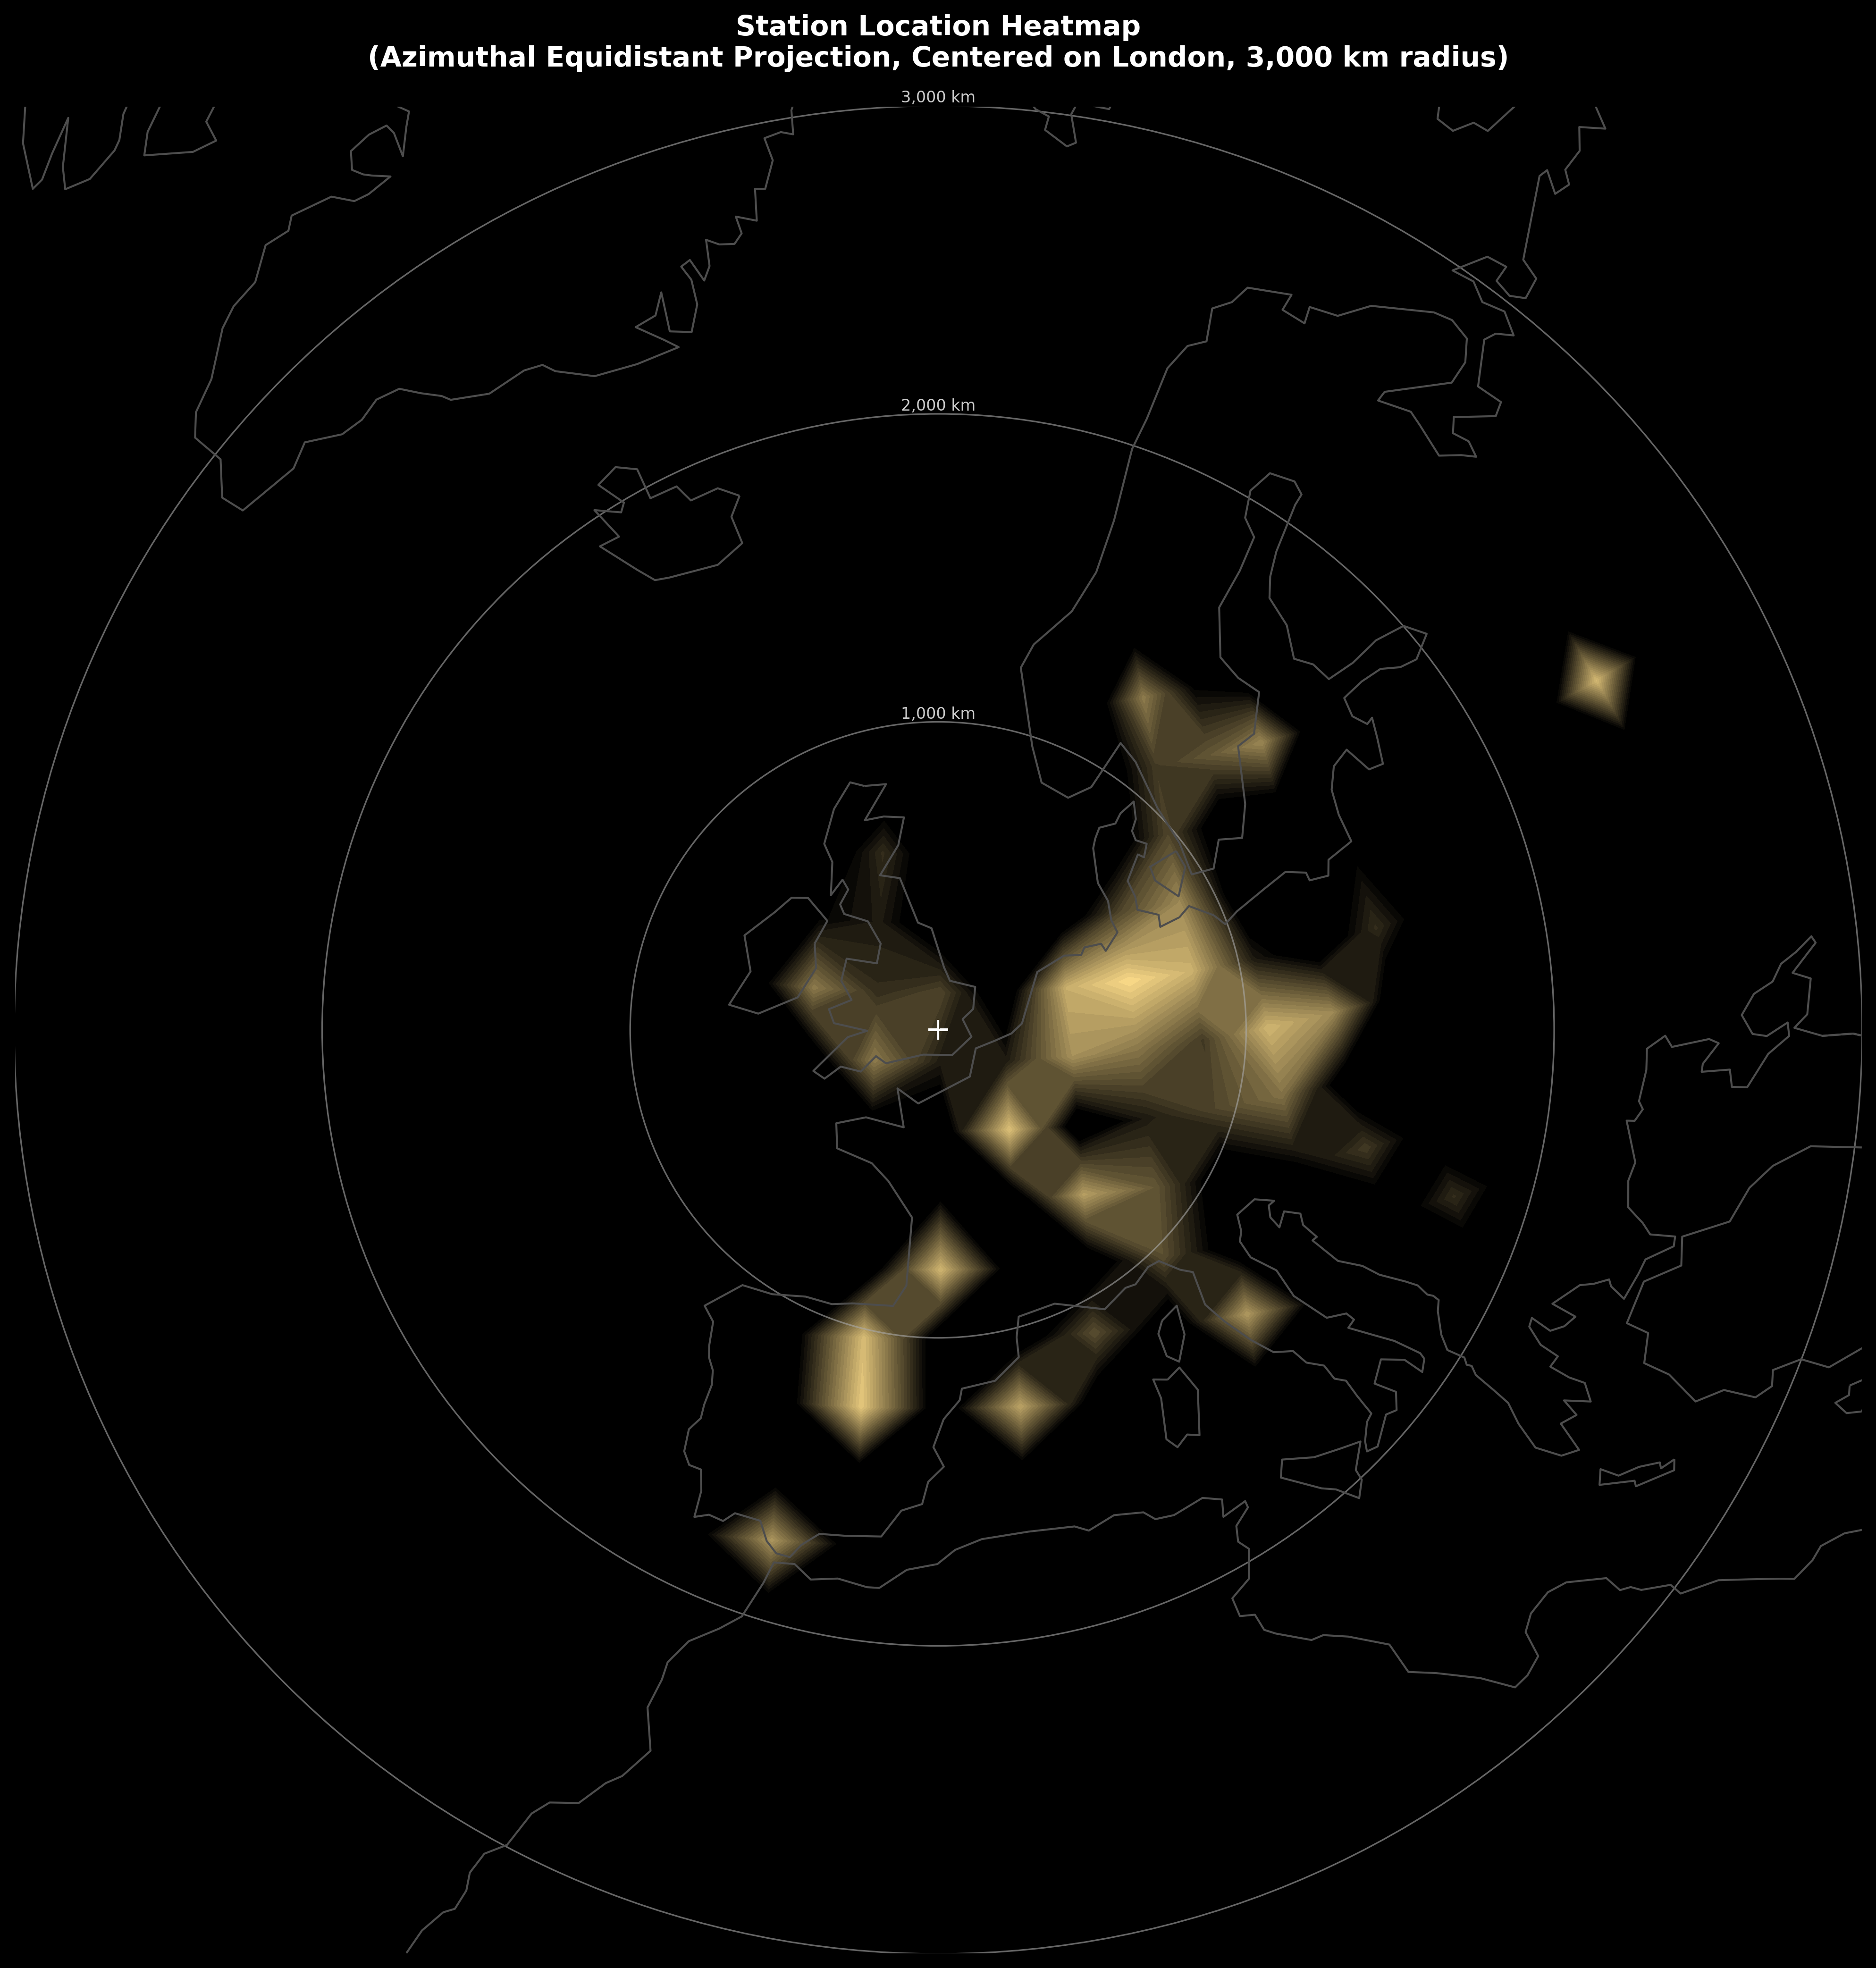 Station Location Heatmap
(Azimuthal Equidistant Projection, Centered on London, 3,000 km radius)
3,000 km
2,000 km
1,000 km